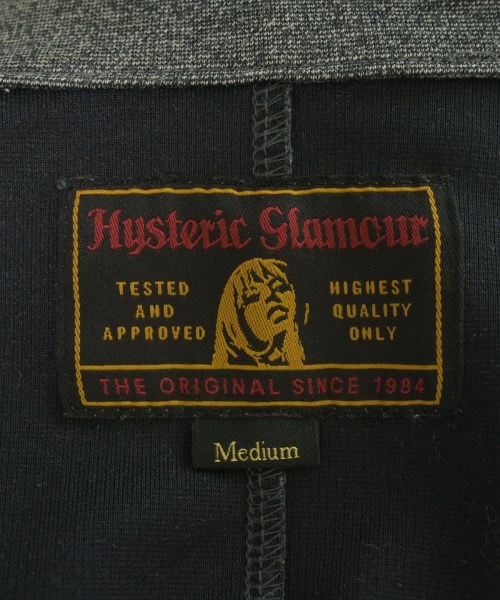 Hysteric Glamour
TESTED
AND
APPROVED
HIGHEST
QUALITY
ONLY
THE ORIGINAL SINCE 1984
Medium